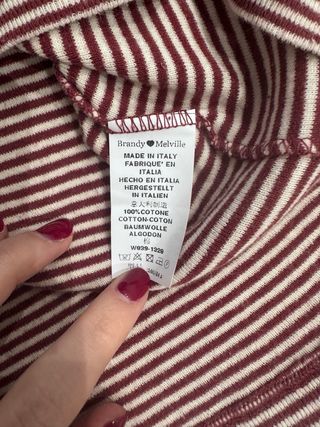 Brandy♥Melville
MADE IN ITALY
FABRIQUE' EN
ITALIA
HECHO EN ITALIA
HERGESTELLT
IN ITALIEN
意大利制造
100%COTONE
COTTON-COTON
BAUMWOLLE
ALGODON
棉
W039-1328